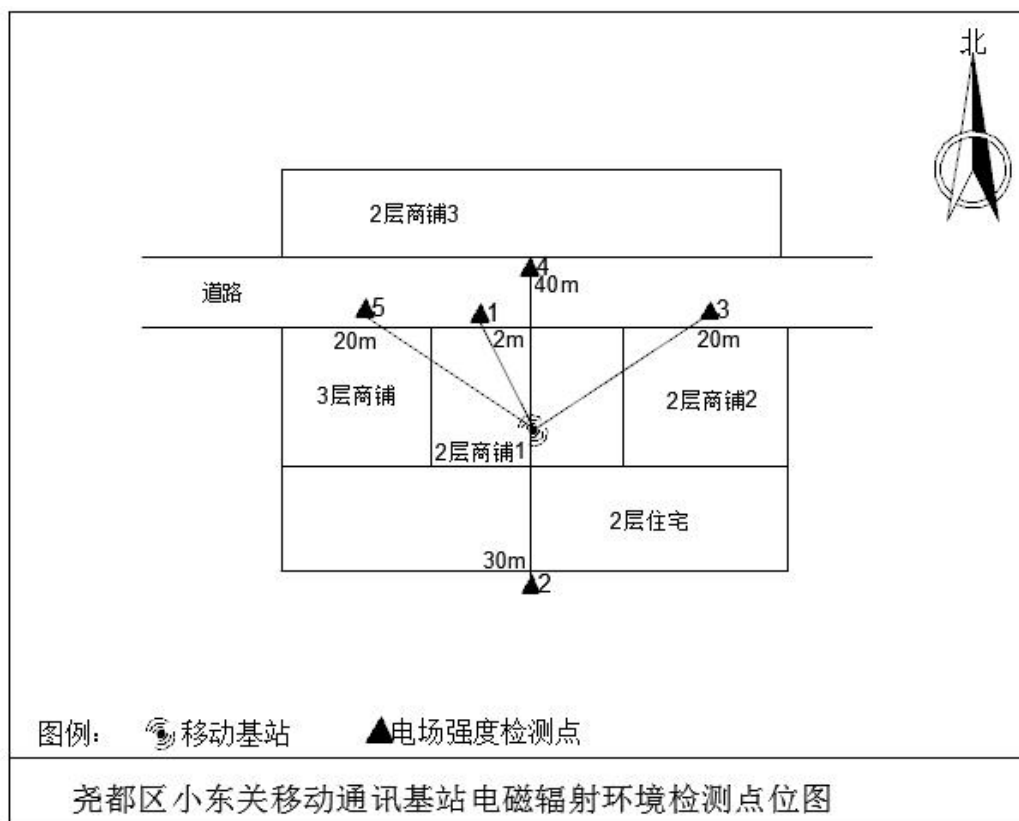 北
2层商铺3
4
40m
道路
5
1
3
20m
2m
20m
3层商铺
2层商铺2
2层商铺1
2层住宅
30m
2
图例：
移动基站
电场强度检测点
尧都区小东关移动通讯基站电磁辐射环境检测点位图